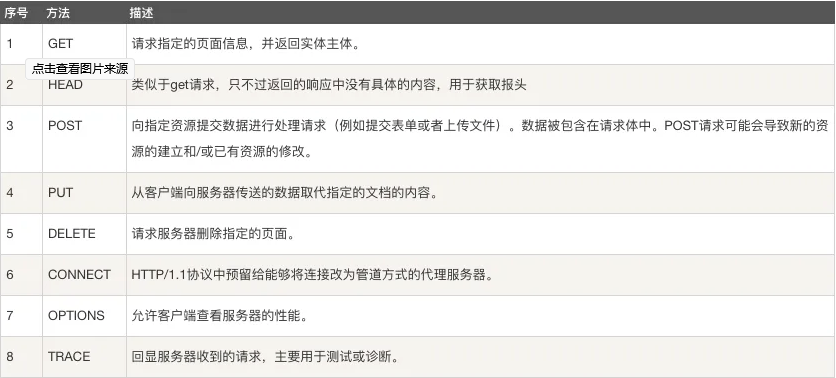 序号 方法 描述
1 GET 请求指定的页面信息，并返回实体主体。
点击查看图片来源
2 HEAD 类似于get请求，只不过返回的响应中没有具体的内容，用于获取报头
3 POST 向指定资源提交数据进行处理请求（例如提交表单或者上传文件）。数据被包含在请求体中。POST请求可能会导致新的资
源的建立和/或已有资源的修改。
4 PUT 从客户端向服务器传送的数据取代指定的文档的内容。
5 DELETE 请求服务器删除指定的页面。
6 CONNECT HTTP/1.1协议中预留给能够将连接改为管道方式的代理服务器。
7 OPTIONS 允许客户端查看服务器的性能。
8 TRACE 回显服务器收到的请求，主要用于测试或诊断。